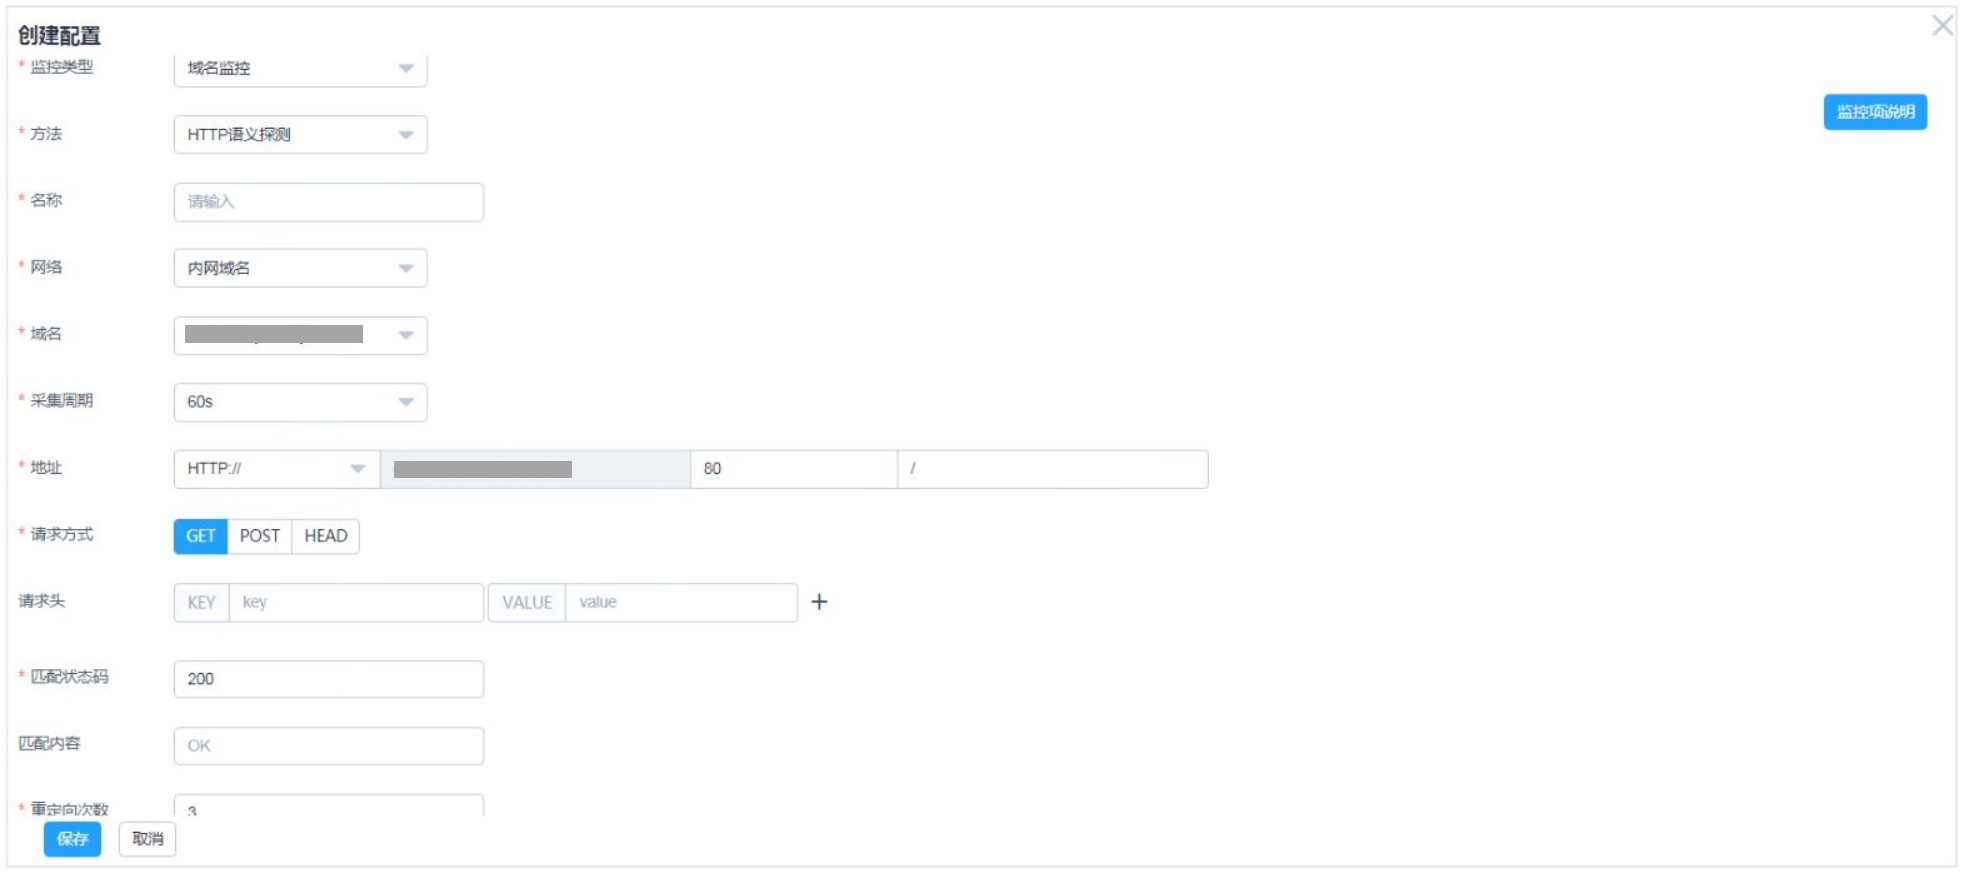 创建配置
* 监控类型 域名监控
监控项说明
* 方法 HTTP语义探测
* 名称 请输入
* 网络 内网域名
* 域名
* 采集周期 60s
* 地址 HTTP:// 80 /
* 请求方式 GET POST HEAD
请求头 KEY key VALUE value +
* 匹配状态码 200
匹配内容 OK
* 重定向次数 3
保存 取消